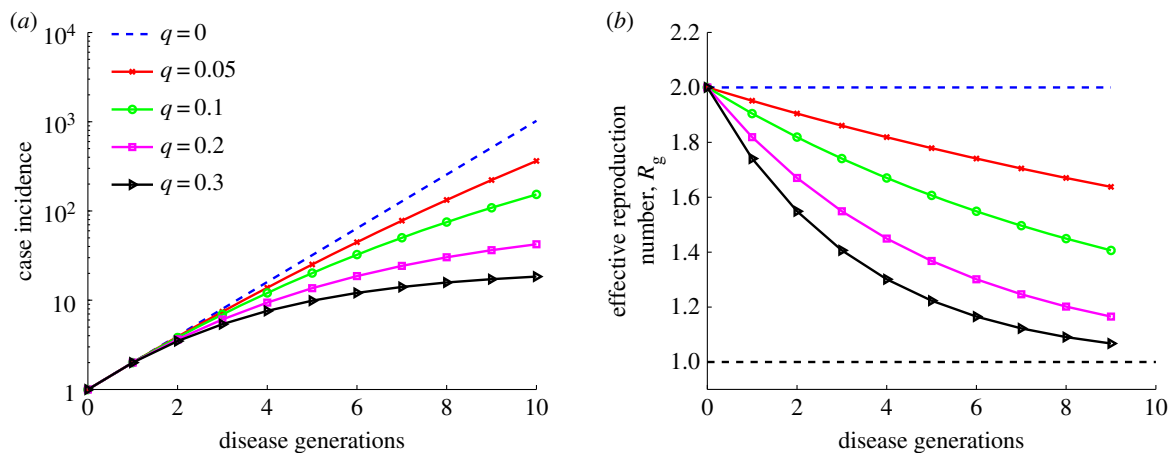 (a)
10^4
10^3
10^2
10
1
case incidence
q = 0
q = 0.05
q = 0.1
q = 0.2
q = 0.3
0 2 4 6 8 10
disease generations
(b)
2.2
2.0
1.8
1.6
1.4
1.2
1.0
effective reproduction
number, R_g
0 2 4 6 8 10
disease generations